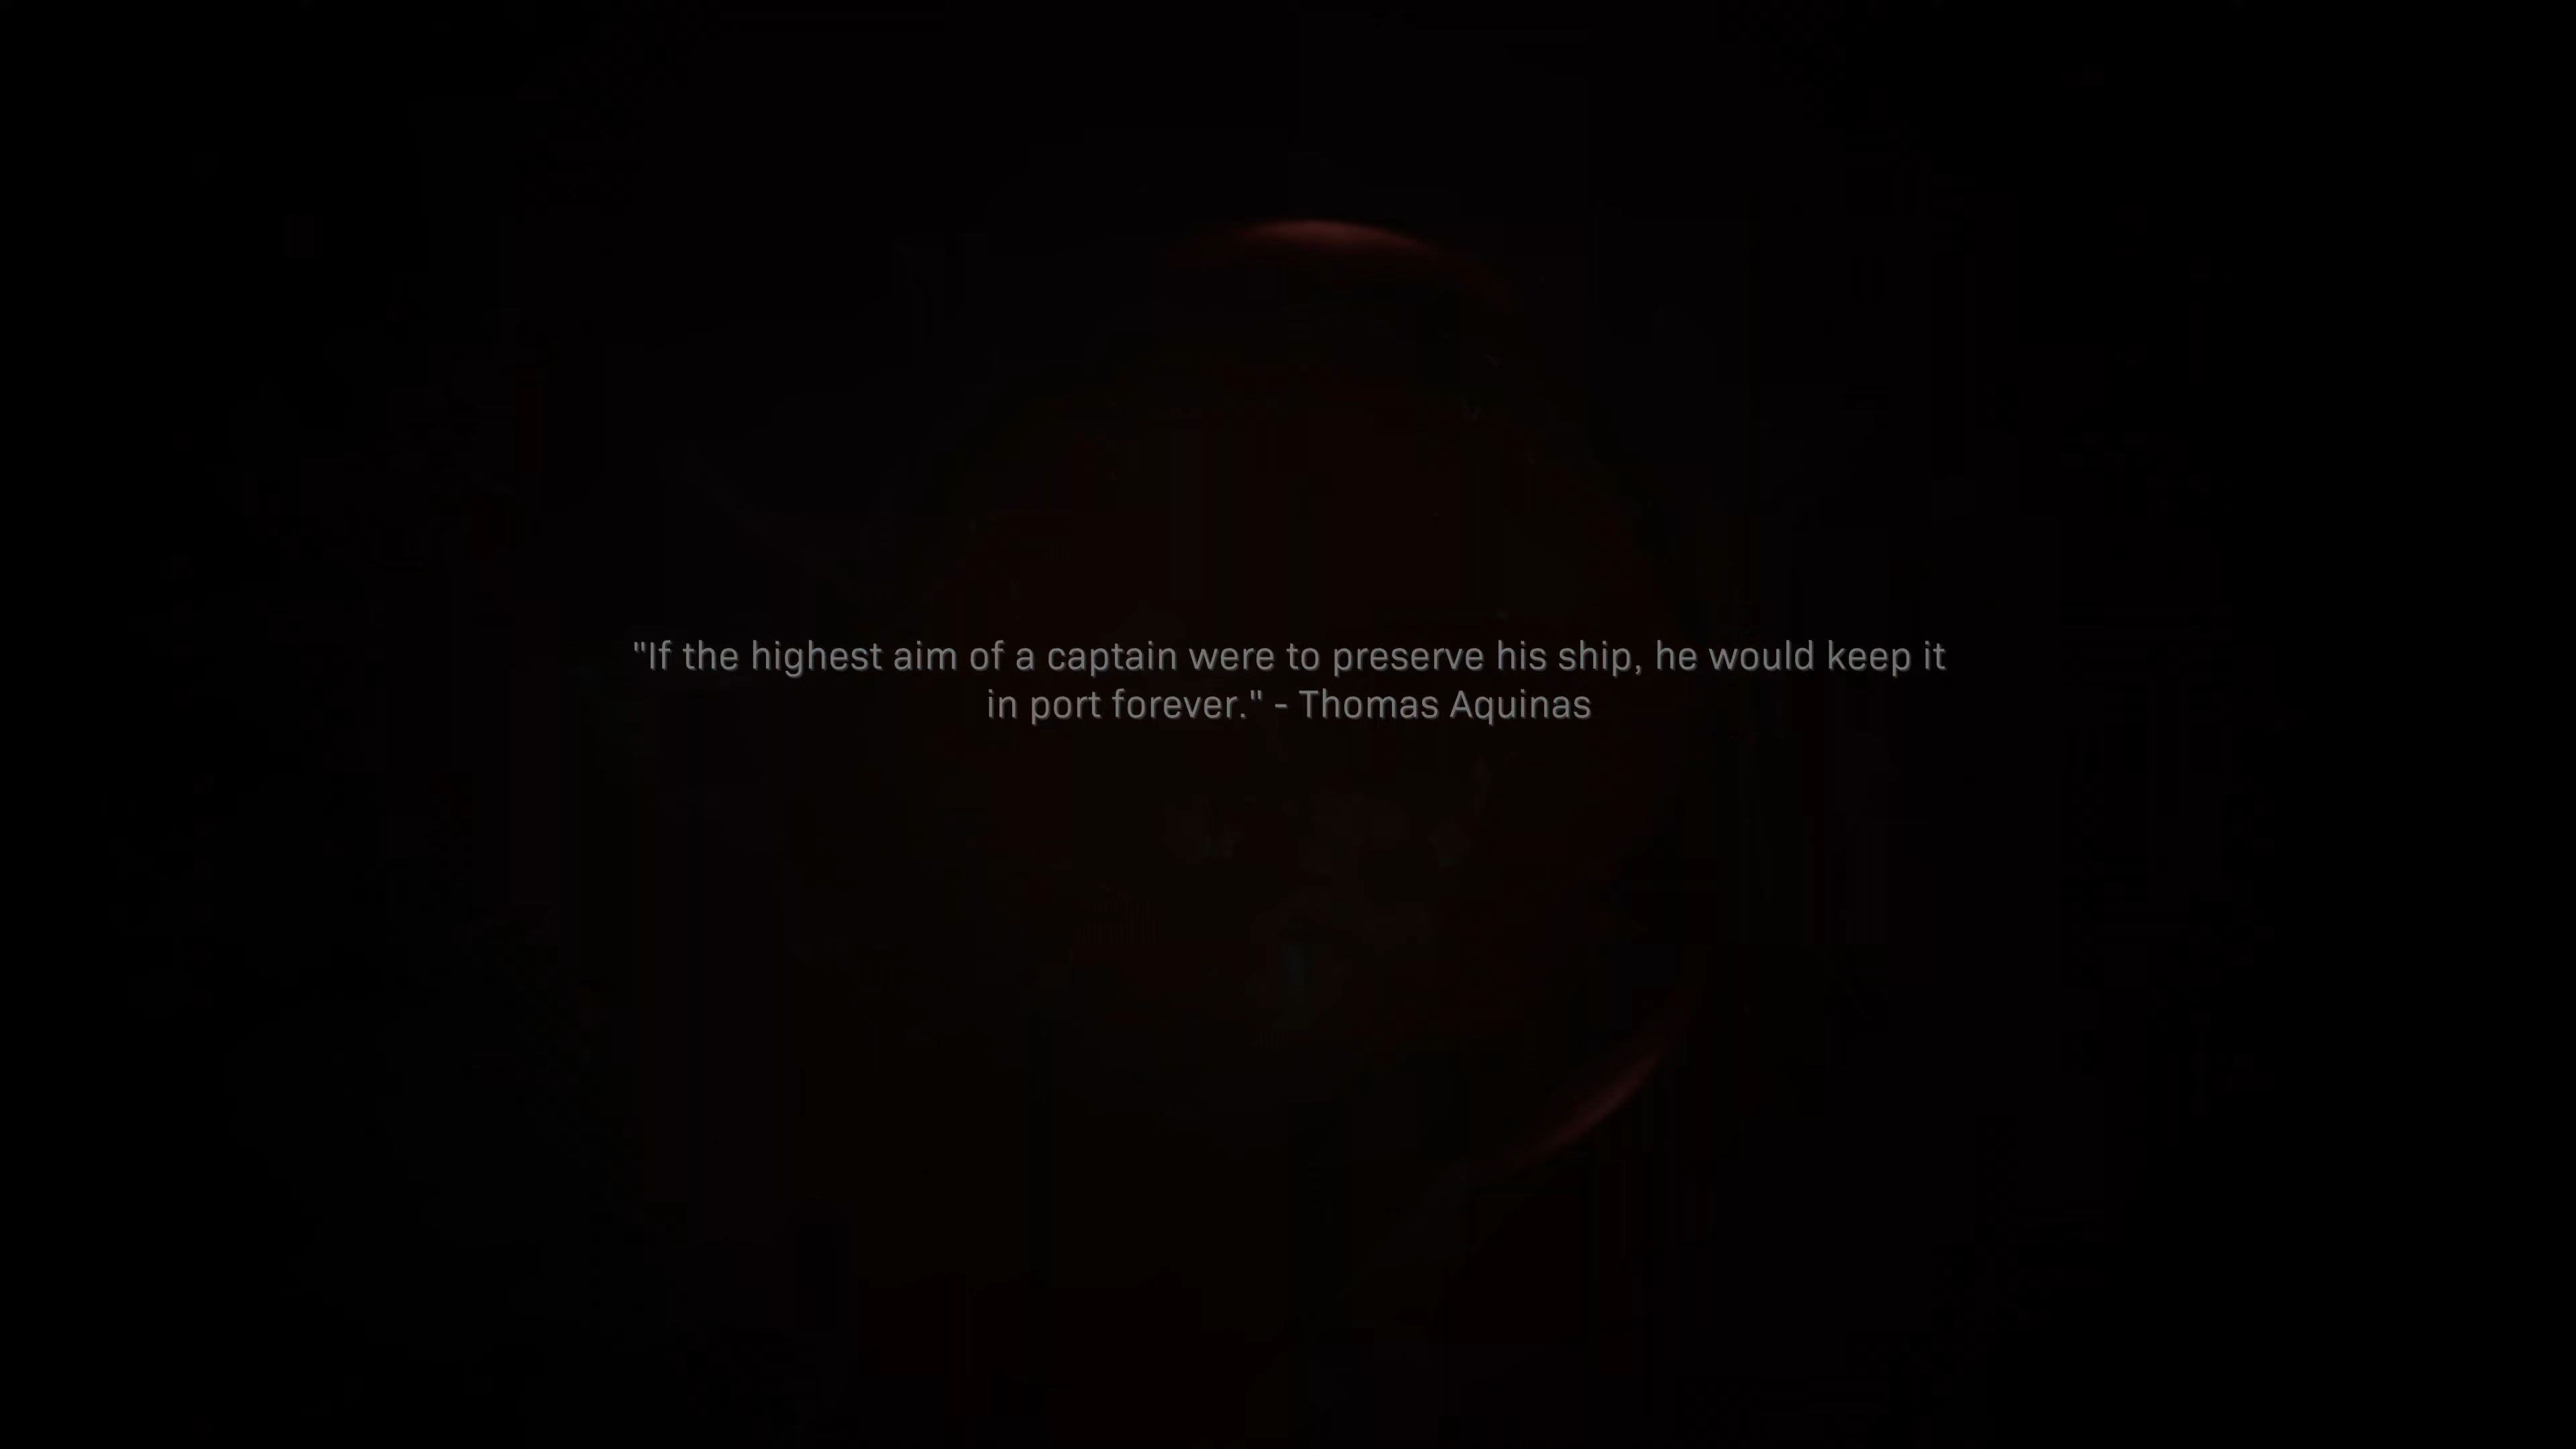 "If the highest aim of a captain were to preserve his ship, he would keep it
in port forever." - Thomas Aquinas